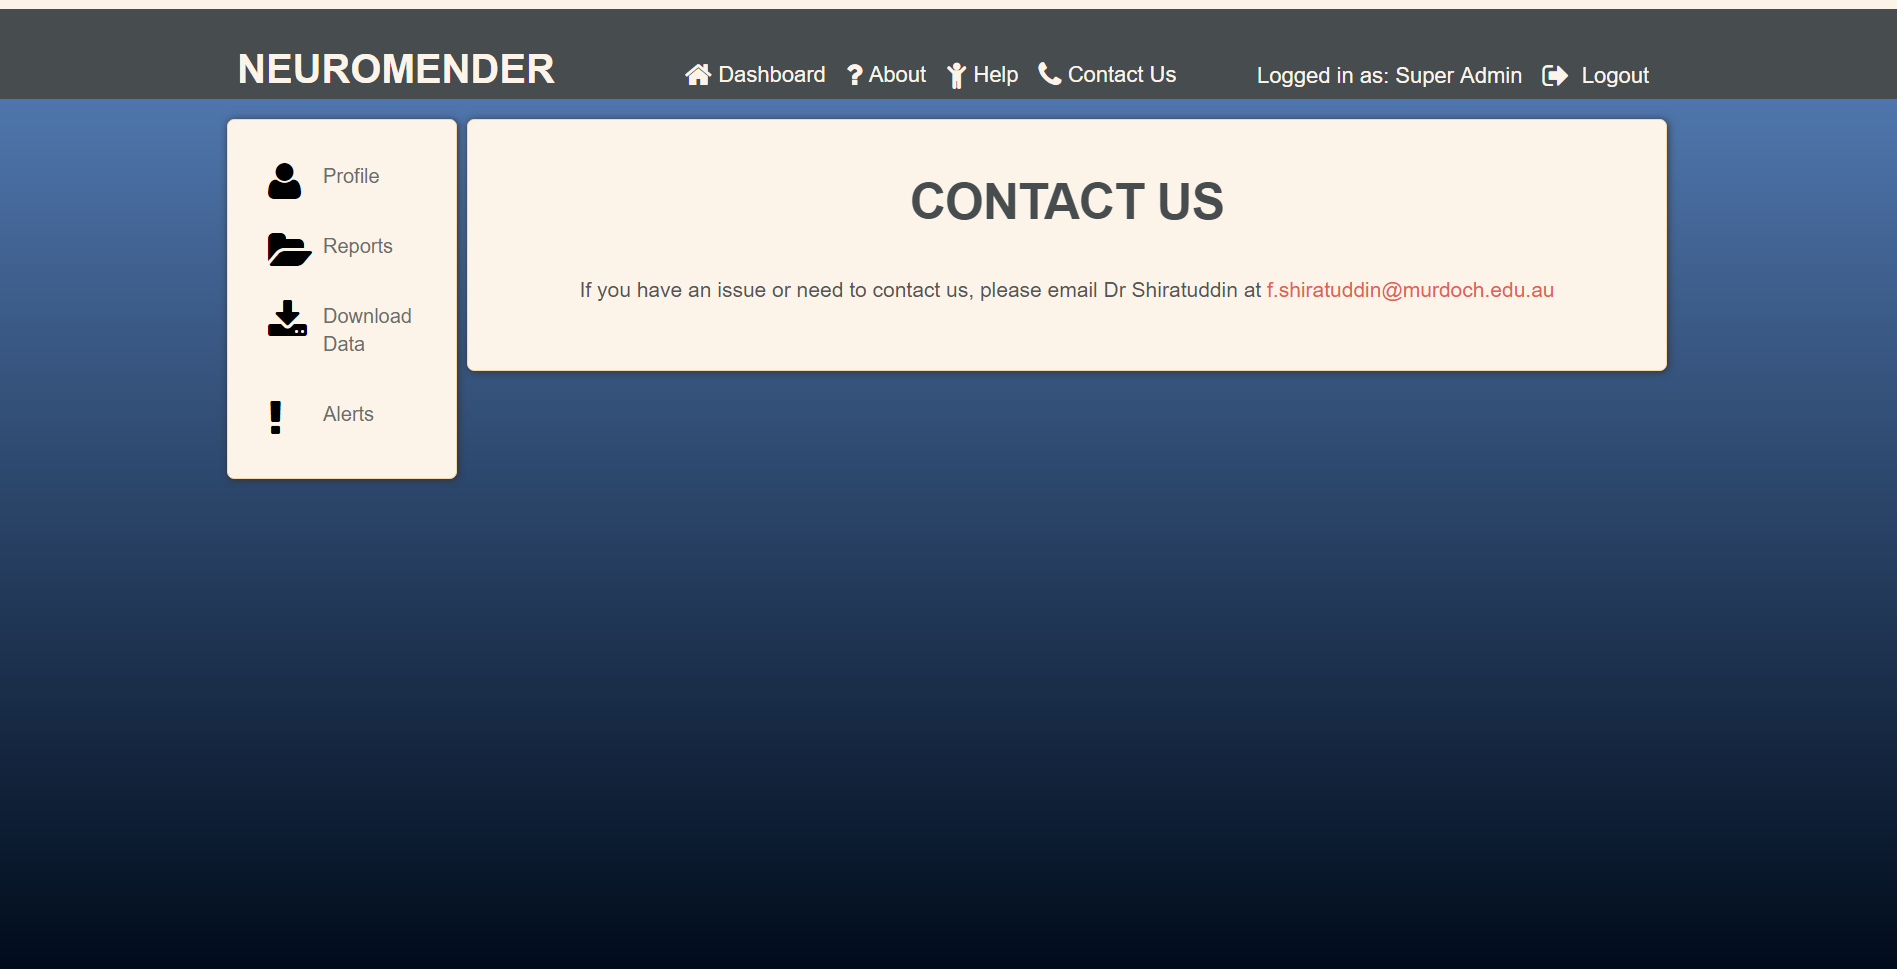 NEUROMENDER
Dashboard About Help Contact Us
Logged in as: Super Admin Logout
Profile
Reports
Download
Data
Alerts
CONTACT US
If you have an issue or need to contact us, please email Dr Shiratuddin at f.shiratuddin@murdoch.edu.au